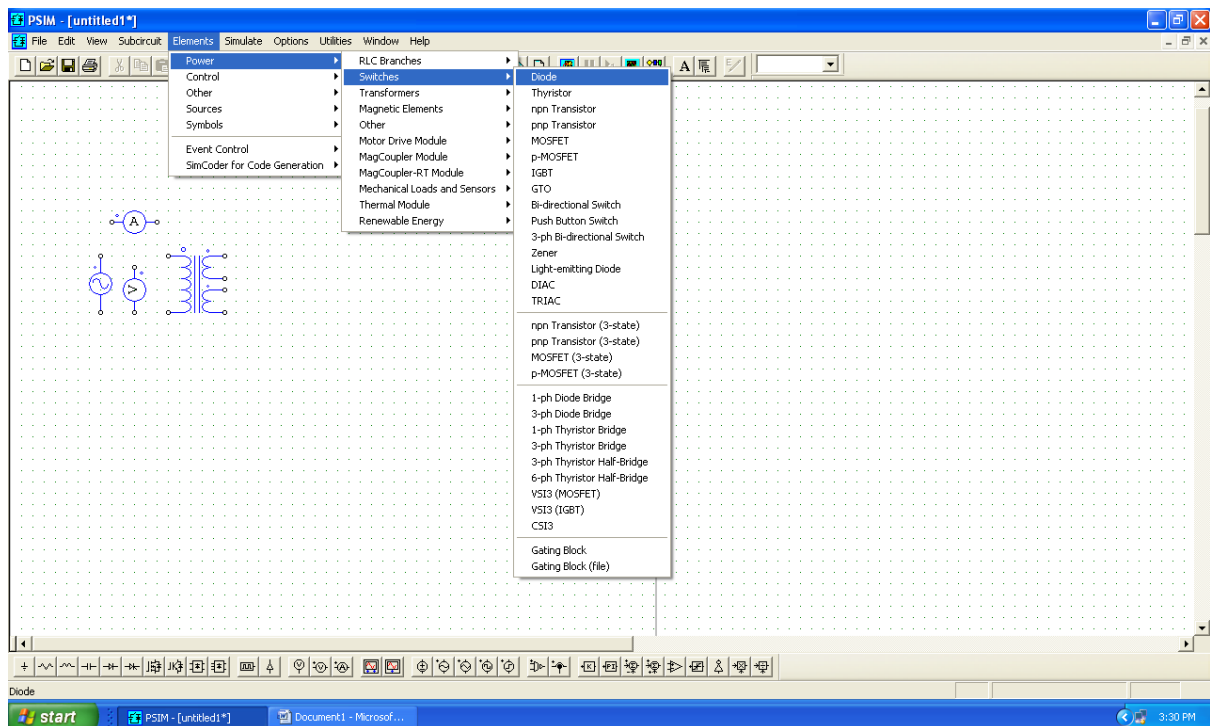 PSIM - [untitled1*]
File Edit View Subcircuit Elements Simulate Options Utilities Window Help
Power
Control
Other
Sources
Symbols
Event Control
SimCoder for Code Generation
RLC Branches
Switches
Transformers
Magnetic Elements
Other
Motor Drive Module
MagCoupler Module
MagCoupler-RT Module
Mechanical Loads and Sensors
Thermal Module
Renewable Energy
Diode
Thyristor
npn Transistor
pnp Transistor
MOSFET
p-MOSFET
IGBT
GTO
Bi-directional Switch
Push Button Switch
3-ph Bi-directional Switch
Zener
Light-emitting Diode
DIAC
TRIAC
npn Transistor (3-state)
pnp Transistor (3-state)
MOSFET (3-state)
p-MOSFET (3-state)
1-ph Diode Bridge
3-ph Diode Bridge
1-ph Thyristor Bridge
3-ph Thyristor Bridge
3-ph Thyristor Half-Bridge
6-ph Thyristor Half-Bridge
VSI3 (MOSFET)
VSI3 (IGBT)
CSI3
Gating Block
Gating Block (file)
A
A
V
Diode
start PSIM - [untitled1*] Document1 - Microsof... 3:30 PM